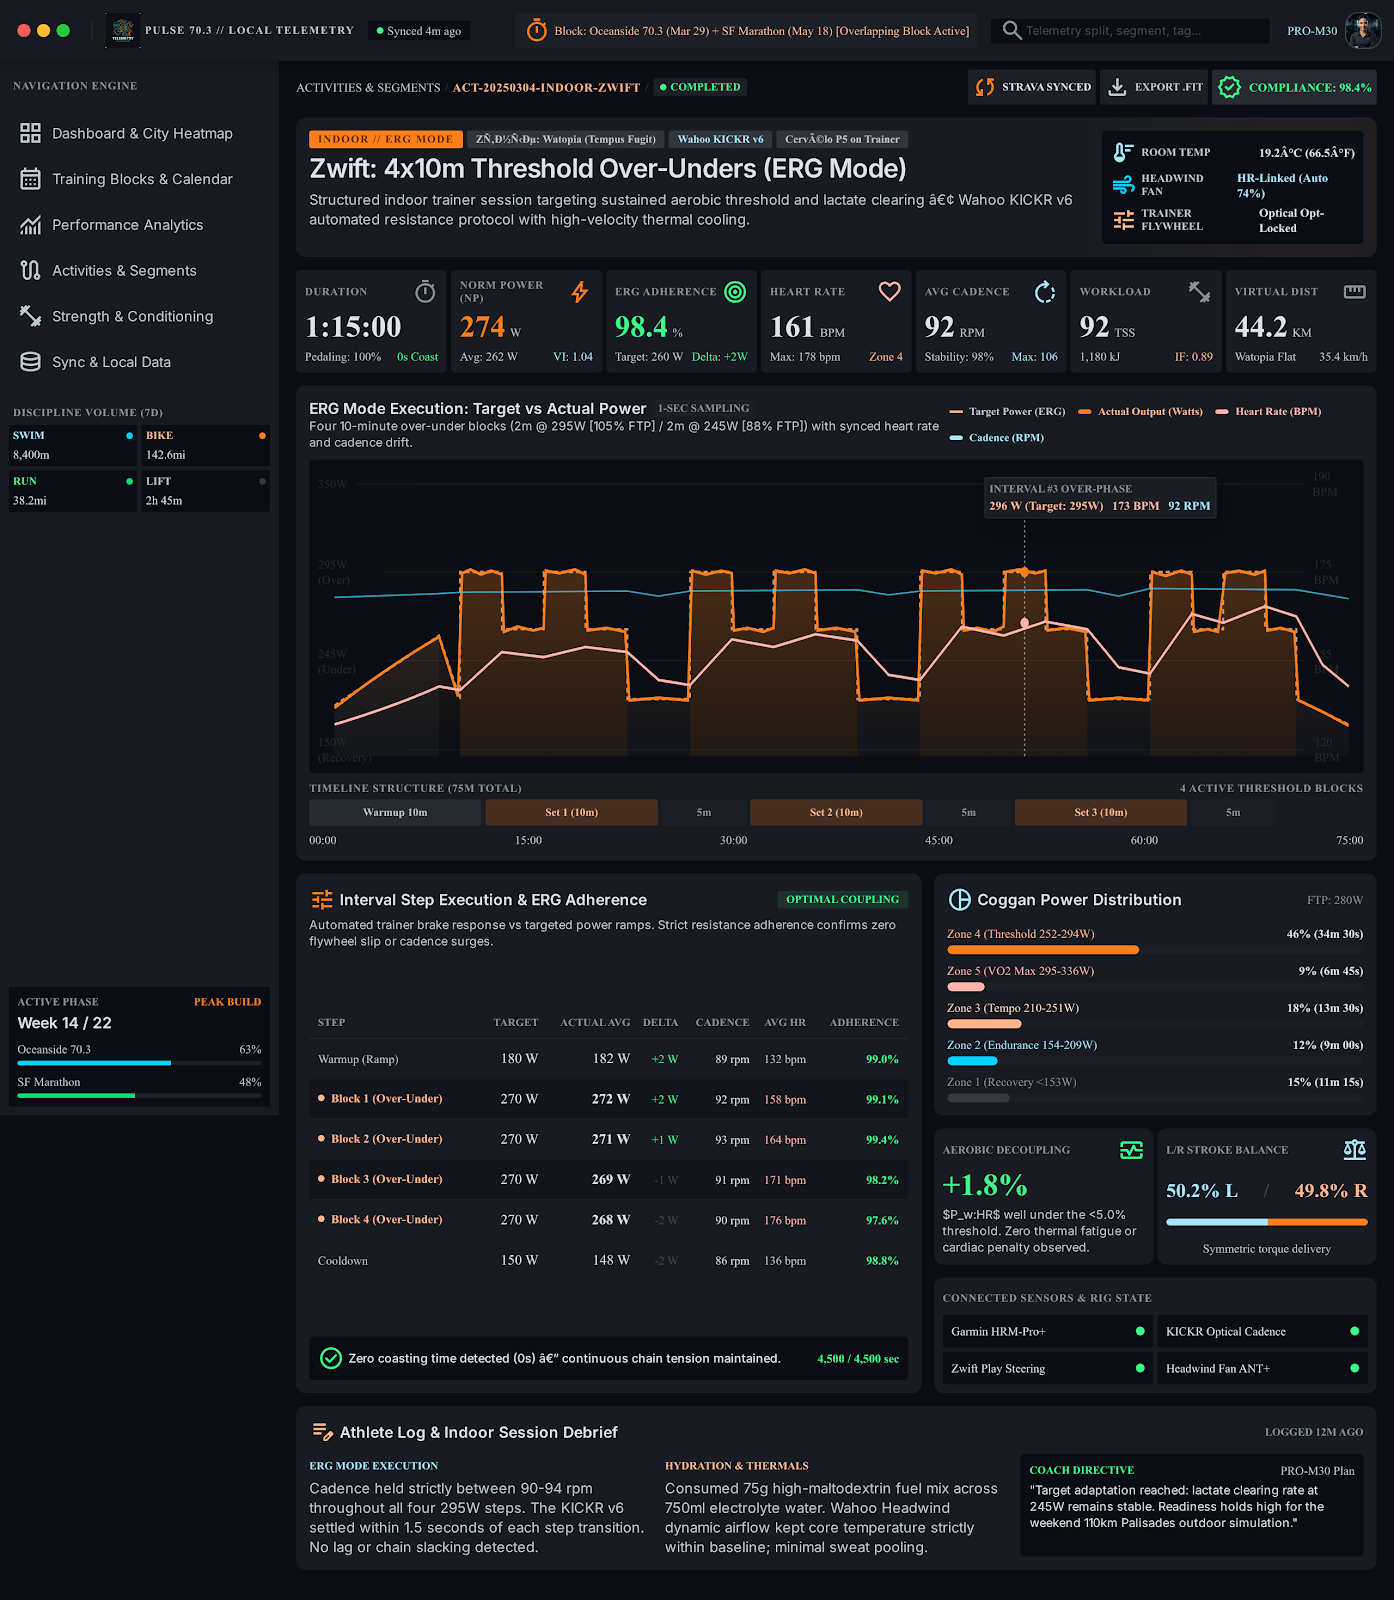 PULSE 70.3 // LOCAL TELEMETRY
Synced 4m ago
Block: Oceanside 70.3 (Mar 29) + SF Marathon (May 18) [Overlapping Block Active]
Telemetry split, segment, tag...
PRO-M30
NAVIGATION ENGINE
Dashboard & City Heatmap
Training Blocks & Calendar
Performance Analytics
Activities & Segments
Strength & Conditioning
Sync & Local Data
DISCIPLINE VOLUME (7D)
SWIM
8,400m
BIKE
142.6mi
RUN
38.2mi
LIFT
2h 45m
ACTIVE PHASE
PEAK BUILD
Week 14 / 22
Oceanside 70.3
63%
SF Marathon
48%
ACTIVITIES & SEGMENTS / ACT-20250304-INDOOR-ZWIFT / COMPLETED
STRAVA SYNCED
EXPORT .FIT
COMPLIANCE: 98.4%
INDOOR // ERG MODE
ZÑ‚Ð½Ñ‹Ðµ: Watopia (Tempus Fugit)
Wahoo KICKR v6
CervÃ©lo P5 on Trainer
Zwift: 4x10m Threshold Over-Unders (ERG Mode)
Structured indoor trainer session targeting sustained aerobic threshold and lactate clearing â€¢ Wahoo KICKR v6
automated resistance protocol with high-velocity thermal cooling.
ROOM TEMP
19.2Â°C (66.5Â°F)
HEADWIND
FAN
HR-Linked (Auto
74%)
TRAINER
FLYWHEEL
Optical Opt-
Locked
DURATION
1:15:00
Pedaling: 100%
0s Coast
NORM POWER
(NP)
274 W
Avg: 262 W
VI: 1.04
ERG ADHERENCE
98.4 %
Target: 260 W
Delta: +2W
HEART RATE
161 BPM
Max: 178 bpm
Zone 4
AVG CADENCE
92 RPM
Stability: 98%
Max: 106
WORKLOAD
92 TSS
1,180 kJ
IF: 0.89
VIRTUAL DIST
44.2 KM
Watopia Flat
35.4 km/h
ERG Mode Execution: Target vs Actual Power
1-SEC SAMPLING
Four 10-minute over-under blocks (2m @ 295W [105% FTP] / 2m @ 245W [88% FTP]) with synced heart rate
and cadence drift.
Target Power (ERG)
Actual Output (Watts)
Heart Rate (BPM)
Cadence (RPM)
350W
190
BPM
INTERVAL #3 OVER-PHASE
296 W (Target: 295W) 173 BPM 92 RPM
295W
(Over)
175
BPM
245W
(Under)
150W
(Recovery)
120
BPM
TIMELINE STRUCTURE (75M TOTAL)
4 ACTIVE THRESHOLD BLOCKS
Warmup 10m
Set 1 (10m)
5m
Set 2 (10m)
5m
Set 3 (10m)
5m
00:00
15:00
30:00
45:00
60:00
75:00
Interval Step Execution & ERG Adherence
OPTIMAL COUPLING
Automated trainer brake response vs targeted power ramps. Strict resistance adherence confirms zero
flywheel slip or cadence surges.
STEP TARGET ACTUAL AVG DELTA CADENCE AVG HR ADHERENCE
Warmup (Ramp) 180 W 182 W +2 W 89 rpm 132 bpm 99.0%
Block 1 (Over-Under) 270 W 272 W +2 W 92 rpm 158 bpm 99.1%
Block 2 (Over-Under) 270 W 271 W +1 W 93 rpm 164 bpm 99.4%
Block 3 (Over-Under) 270 W 269 W -1 W 91 rpm 171 bpm 98.2%
Block 4 (Over-Under) 270 W 268 W -2 W 90 rpm 176 bpm 97.6%
Cooldown 150 W 148 W -2 W 86 rpm 136 bpm 98.8%
Zero coasting time detected (0s) â€” continuous chain tension maintained.
4,500 / 4,500 sec
Coggan Power Distribution
FTP: 280W
Zone 4 (Threshold 252-294W)
46% (34m 30s)
Zone 5 (VO2 Max 295-336W)
9% (6m 45s)
Zone 3 (Tempo 210-251W)
18% (13m 30s)
Zone 2 (Endurance 154-209W)
12% (9m 00s)
Zone 1 (Recovery <153W)
15% (11m 15s)
AEROBIC DECOUPLING
+1.8%
$P_w:HR$ well under the <5.0%
threshold. Zero thermal fatigue or
cardiac penalty observed.
L/R STROKE BALANCE
50.2% L / 49.8% R
Symmetric torque delivery
CONNECTED SENSORS & RIG STATE
Garmin HRM-Pro+
KICKR Optical Cadence
Zwift Play Steering
Headwind Fan ANT+
Athlete Log & Indoor Session Debrief
LOGGED 12M AGO
ERG MODE EXECUTION
Cadence held strictly between 90-94 rpm
throughout all four 295W steps. The KICKR v6
settled within 1.5 seconds of each step transition.
No lag or chain slacking detected.
HYDRATION & THERMALS
Consumed 75g high-maltodextrin fuel mix across
750ml electrolyte water. Wahoo Headwind
dynamic airflow kept core temperature strictly
within baseline; minimal sweat pooling.
COACH DIRECTIVE
PRO-M30 Plan
"Target adaptation reached: lactate clearing rate at
245W remains stable. Readiness holds high for the
weekend 110km Palisades outdoor simulation."